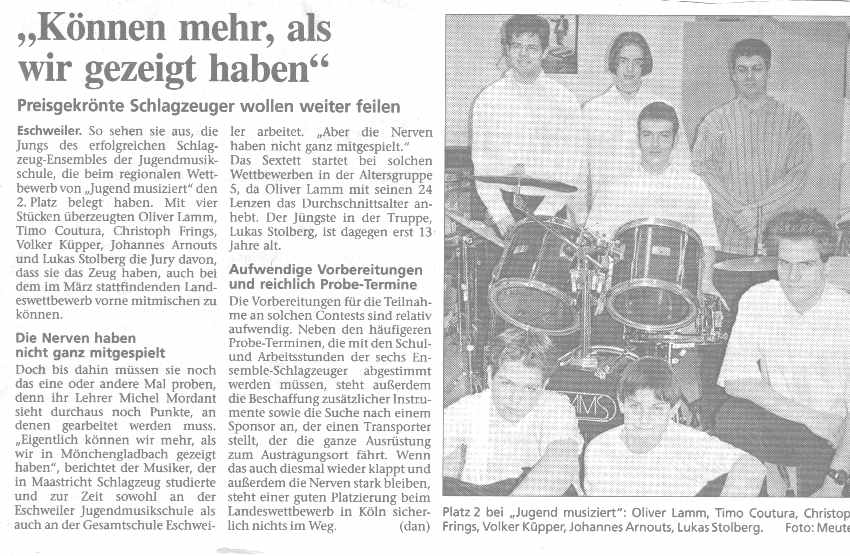 „Können mehr, als
wir gezeigt haben“
Preisgekrönte Schlagzeuger wollen weiter feilen
Eschweiler. So sehen sie aus, die
Jungs des erfolgreichen Schlag-
zeug-Ensembles der Jugendmusik-
schule, die beim regionalen Wett-
bewerb von „Jugend musiziert“ den
2. Platz belegt haben. Mit vier
Stücken überzeugten Oliver Lamm,
Timo Coutura, Christoph Frings,
Volker Küpper, Johannes Arnouts
und Lukas Stolberg die Jury davon,
dass sie das Zeug haben, auch bei
dem im März stattfindenden Lan-
deswettbewerb vorne mitmischen zu
können.
Die Nerven haben
nicht ganz mitgespielt
Doch bis dahin müssen sie noch
das eine oder andere Mal proben,
denn ihr Lehrer Michel Mordant
sieht durchaus noch Punkte, an
denen gearbeitet werden muss.
„Eigentlich können wir mehr, als
wir in Mönchengladbach gezeigt
haben“, berichtet der Musiker, der
in Maastricht Schlagzeug studierte
und zur Zeit sowohl an der
Eschweiler Jugendmusikschule als
auch an der Gesamtschule Eschwei-
ler arbeitet. „Aber die Nerven
haben nicht ganz mitgespielt.“
Das Sextett startet bei solchen
Wettbewerben in der Altersgruppe
5, da Oliver Lamm mit seinen 24
Lenzen das Durchschnittsalter an-
hebt. Der Jüngste in der Truppe,
Lukas Stolberg, ist dagegen erst 13
Jahre alt.
Aufwendige Vorbereitungen
und reichlich Probe-Termine
Die Vorbereitungen für die Teilnah-
me an solchen Contests sind relativ
aufwendig. Neben den häufigeren
Probe-Terminen, die mit den Schul-
und Arbeitsstunden der sechs En-
semble-Schlagzeuger abgestimmt
werden müssen, steht außerdem
die Beschaffung zusätzlicher Instru-
mente sowie die Suche nach einem
Sponsor an, der einen Transporter
stellt, der die ganze Ausrüstung
zum Austragungsort fährt. Wenn
das auch diesmal wieder klappt und
außerdem die Nerven stark bleiben,
steht einer guten Platzierung beim
Landeswettbewerb in Köln sicher-
lich nichts im Weg. (dan)
MMS
Platz 2 bei „Jugend musiziert“: Oliver Lamm, Timo Coutura, Christop
Frings, Volker Küpper, Johannes Arnouts, Lukas Stolberg. Foto: Meute